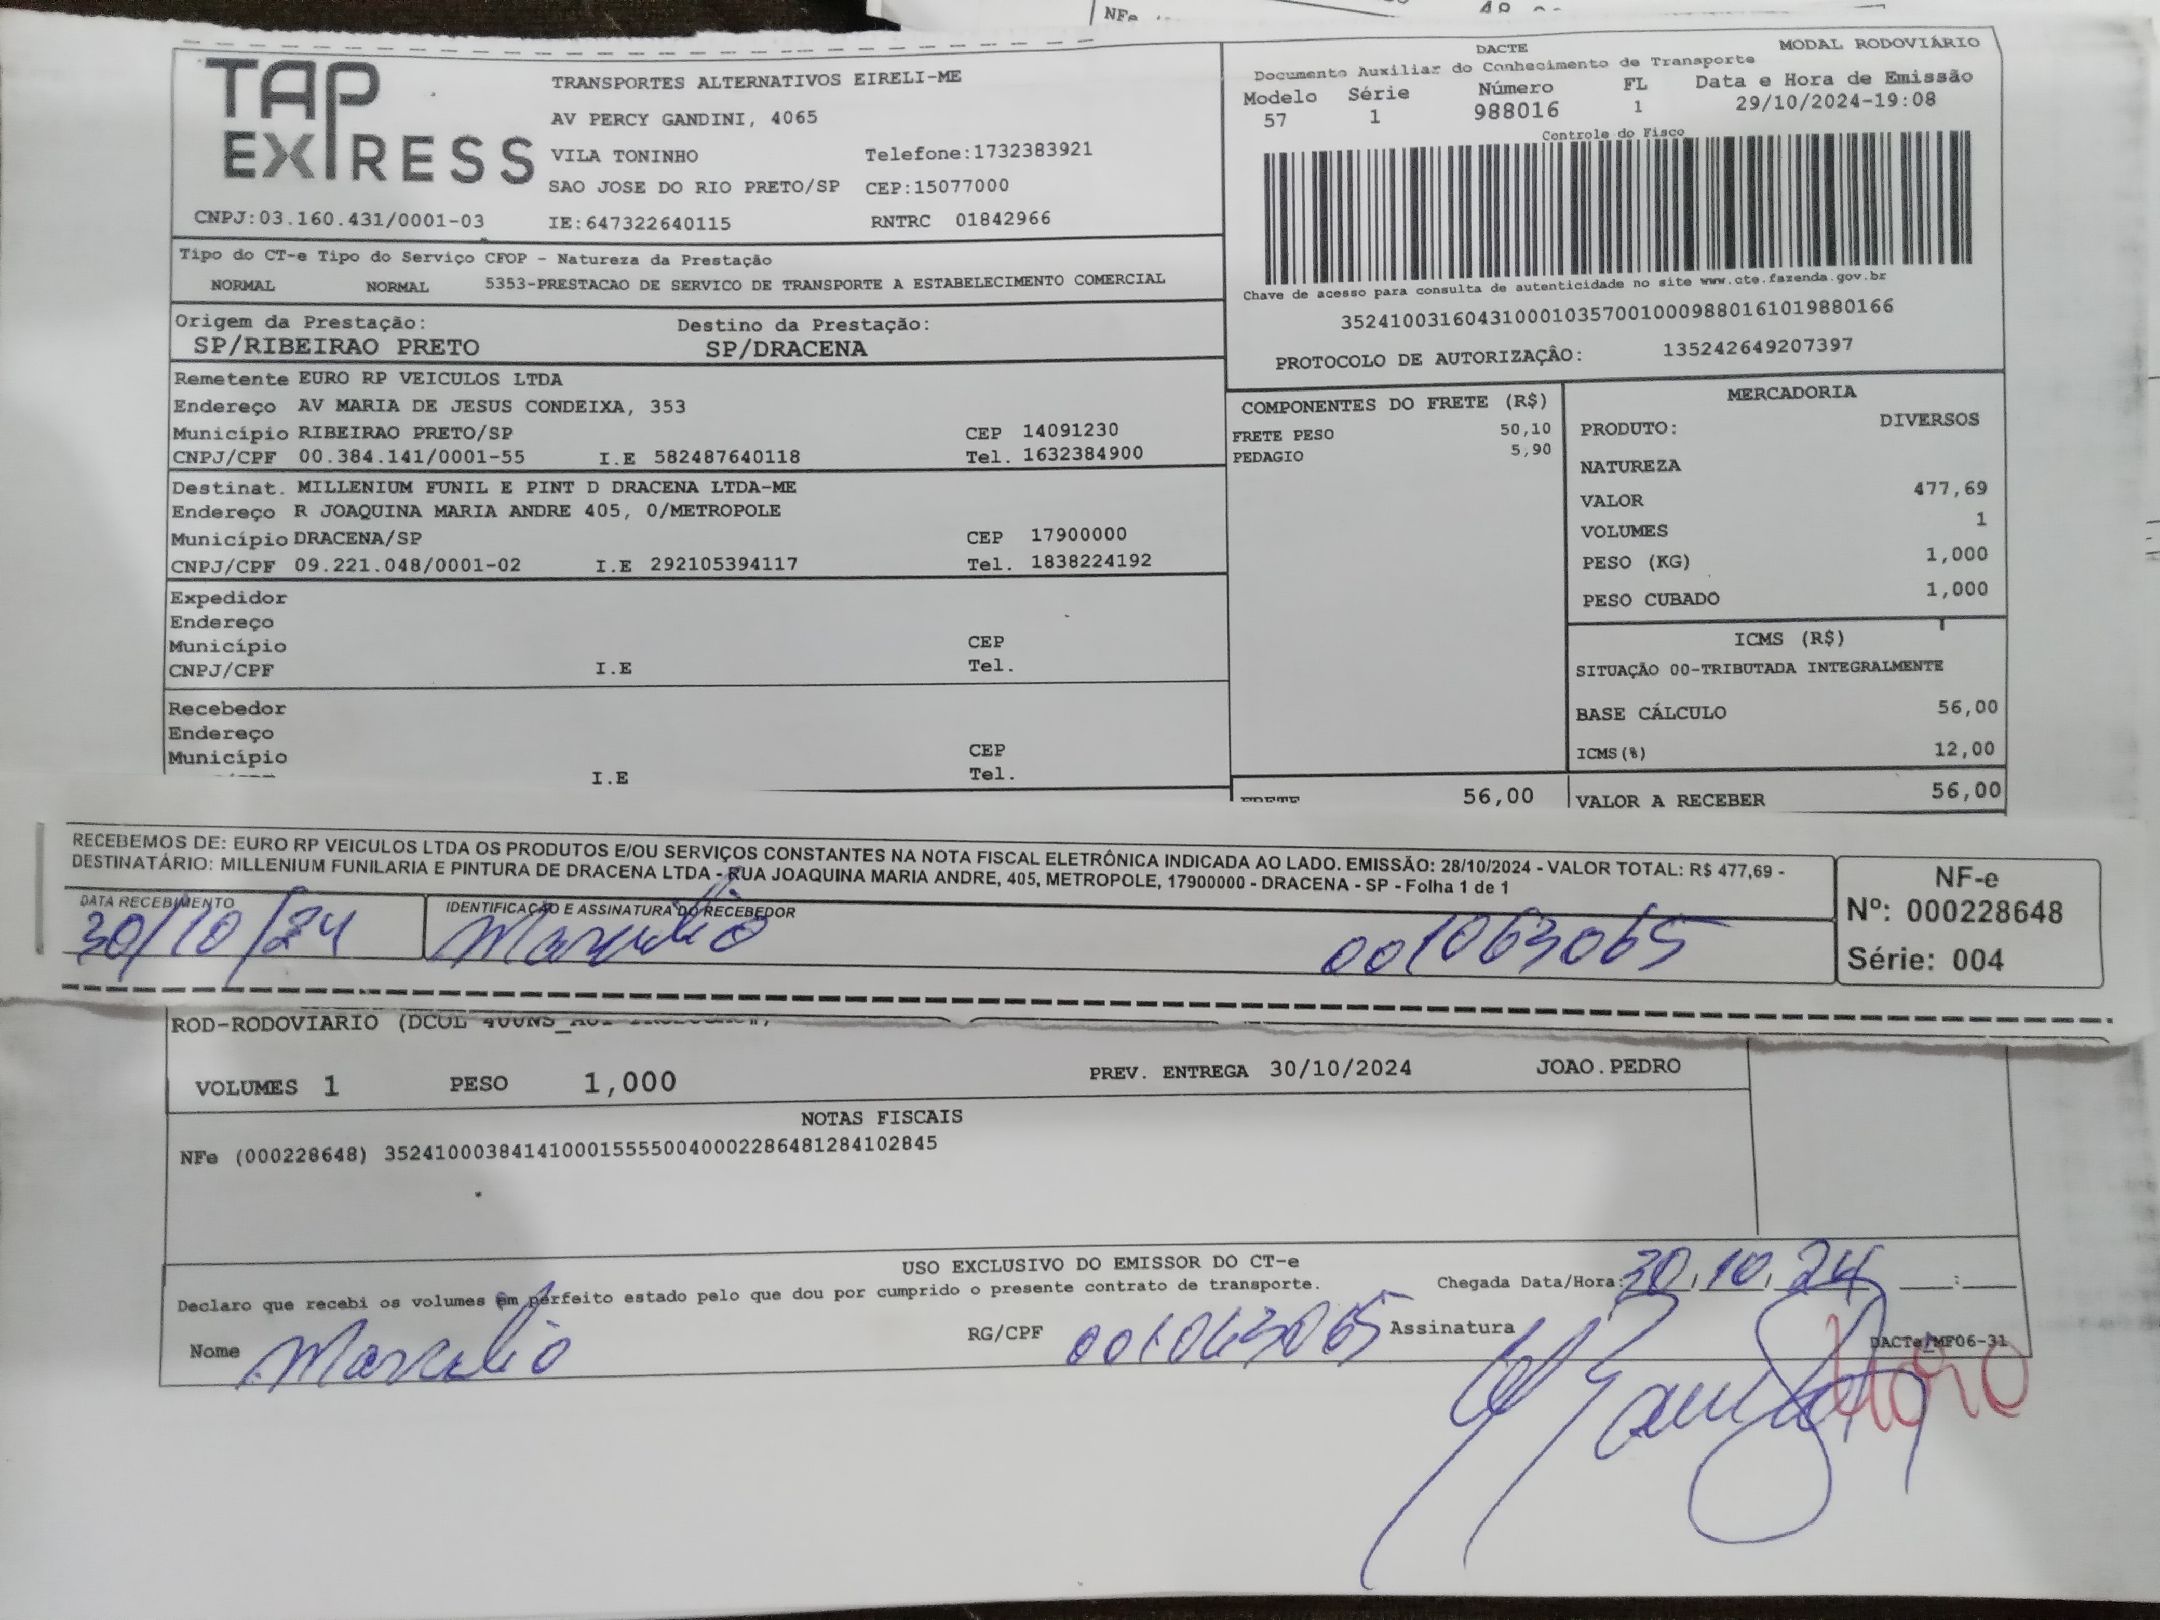 NFe
TAP EXPRESS
TRANSPORTES ALTERNATIVOS EIRELI-ME
AV PERCY GANDINI, 4065
VILA TONINHO Telefone:1732383921
SAO JOSE DO RIO PRETO/SP CEP:15077000
CNPJ:03.160.431/0001-03 IE:647322640115 RNTRC 01842966
DACTE MODAL RODOVIÁRIO
Documento Auxiliar do Conhecimento de Transporte
Modelo Série Número FL Data e Hora de Emissão
57 1 988016 1 29/10/2024-19:08
Controle do Fisco
Chave de acesso para consulta de autenticidade no site www.cte.fazenda.gov.br
35241003160431000103570010009880161019880166
PROTOCOLO DE AUTORIZAÇÃO: 135242649207397
Tipo do CT-e Tipo do Serviço CFOP - Natureza da Prestação
NORMAL NORMAL 5353-PRESTACAO DE SERVICO DE TRANSPORTE A ESTABELECIMENTO COMERCIAL
Origem da Prestação: Destino da Prestação:
SP/RIBEIRAO PRETO SP/DRACENA
Remetente EURO RP VEICULOS LTDA
Endereço AV MARIA DE JESUS CONDEIXA, 353
Município RIBEIRAO PRETO/SP CEP 14091230
CNPJ/CPF 00.384.141/0001-55 I.E 582487640118 Tel. 1632384900
Destinat. MILLENIUM FUNIL E PINT D DRACENA LTDA-ME
Endereço R JOAQUINA MARIA ANDRE 405, 0/METROPOLE
Município DRACENA/SP CEP 17900000
CNPJ/CPF 09.221.048/0001-02 I.E 292105394117 Tel. 1838224192
Expedidor
Endereço
Município CEP
CNPJ/CPF I.E Tel.
Recebedor
Endereço
Município CEP
I.E Tel.
COMPONENTES DO FRETE (R$)
FRETE PESO 50,10
PEDAGIO 5,90
FRETE 56,00
MERCADORIA
PRODUTO: DIVERSOS
NATUREZA
VALOR 477,69
VOLUMES 1
PESO (KG) 1,000
PESO CUBADO 1,000
ICMS (R$)
SITUAÇÃO 00-TRIBUTADA INTEGRALMENTE
BASE CÁLCULO 56,00
ICMS(%) 12,00
VALOR A RECEBER 56,00
RECEBEMOS DE: EURO RP VEICULOS LTDA OS PRODUTOS E/OU SERVIÇOS CONSTANTES NA NOTA FISCAL ELETRÔNICA INDICADA AO LADO. EMISSÃO: 28/10/2024 - VALOR TOTAL: R$ 477,69 -
DESTINATÁRIO: MILLENIUM FUNILARIA E PINTURA DE DRACENA LTDA - RUA JOAQUINA MARIA ANDRE, 405, METROPOLE, 17900000 - DRACENA - SP - Folha 1 de 1
DATA RECEBIMENTO IDENTIFICAÇÃO E ASSINATURA DO RECEBEDOR
30/10/24 001063065
NF-e
Nº: 000228648
Série: 004
ROD-RODOVIARIO
VOLUMES 1 PESO 1,000 PREV. ENTREGA 30/10/2024 JOAO.PEDRO
NOTAS FISCAIS
NFe (000228648) 35241000384141000155550040002286481284102845
USO EXCLUSIVO DO EMISSOR DO CT-e
Declaro que recebi os volumes em perfeito estado pelo que dou por cumprido o presente contrato de transporte. Chegada Data/Hora: 30,10,24 :
Nome RG/CPF 001063065 Assinatura
DACTe/MF06-31